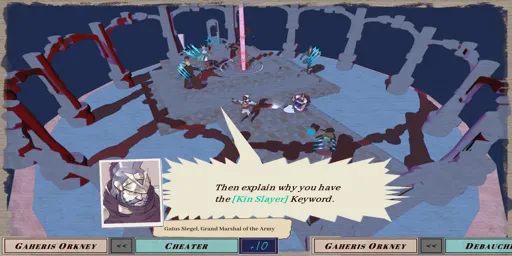 Then explain why you have
the [Kin Slayer] Keyword.
Gaius Siegel, Grand Marshal of the Army
GAHERIS ORKNEY << CHEATER -10 GAHERIS ORKNEY << DEBAUCH